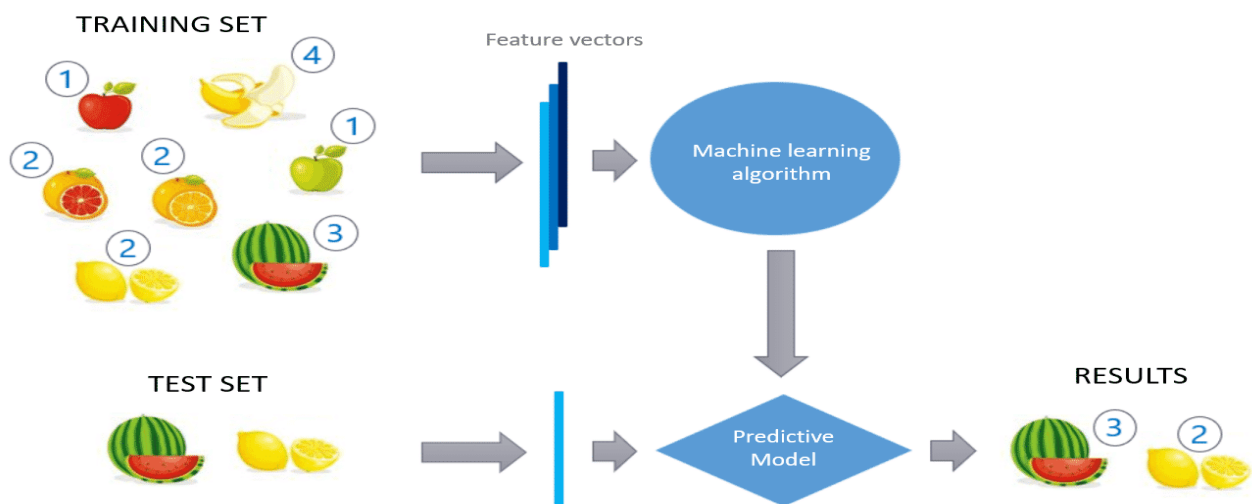 TRAINING SET
Feature vectors
4
1
1
2
2
Machine learning
algorithm
3
2
TEST SET
RESULTS
3
2
Predictive
Model